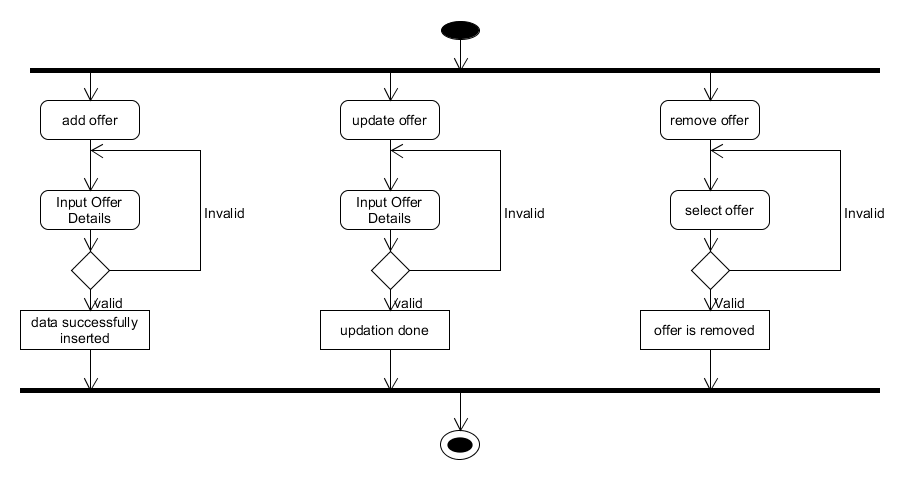 add offer
update offer
remove offer
Input Offer
Details
Invalid
Input Offer
Details
Invalid
select offer
Invalid
valid
valid
Valid
data successfully
inserted
updation done
offer is removed